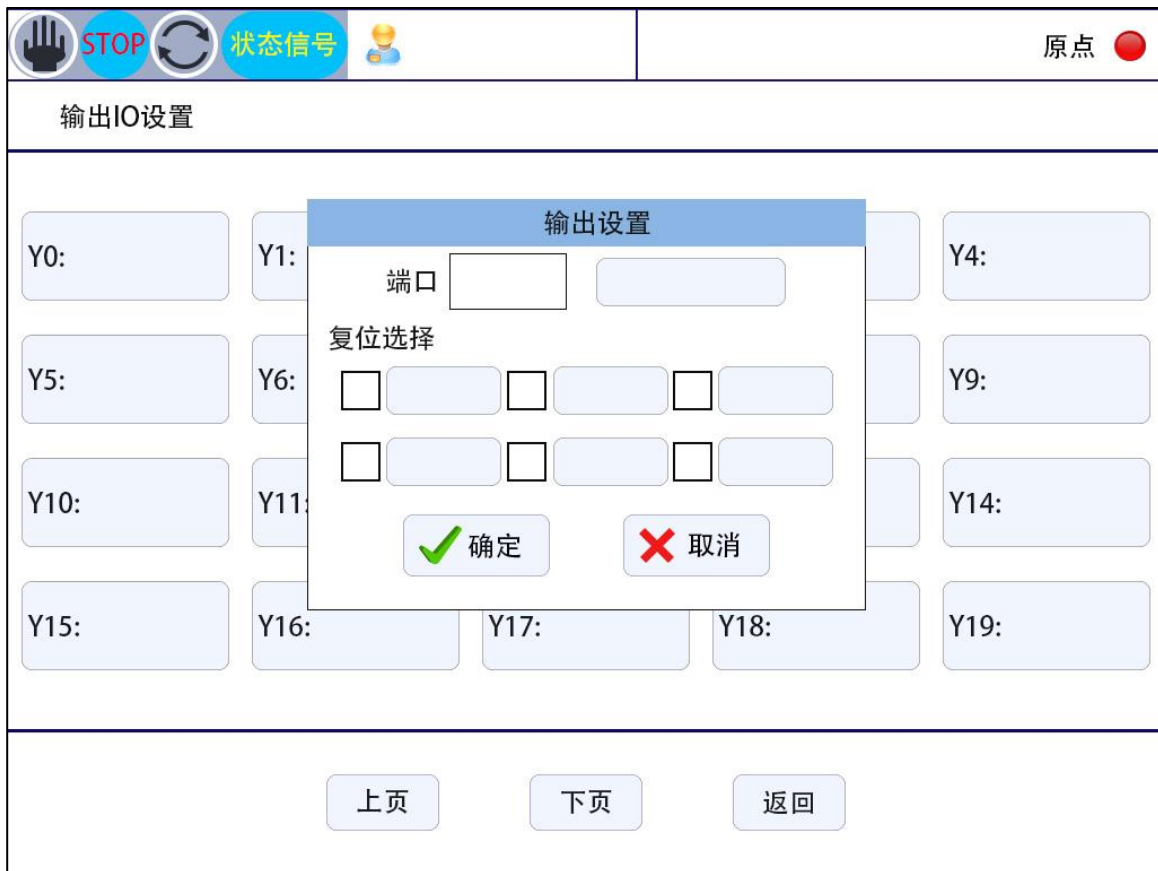 STOP 状态信号 原点
输出IO设置
输出设置
Y0: Y1: Y4:
端口
复位选择
Y5: Y6: Y9:
Y10: Y11: Y14:
确定 取消
Y15: Y16: Y17: Y18: Y19:
上页 下页 返回